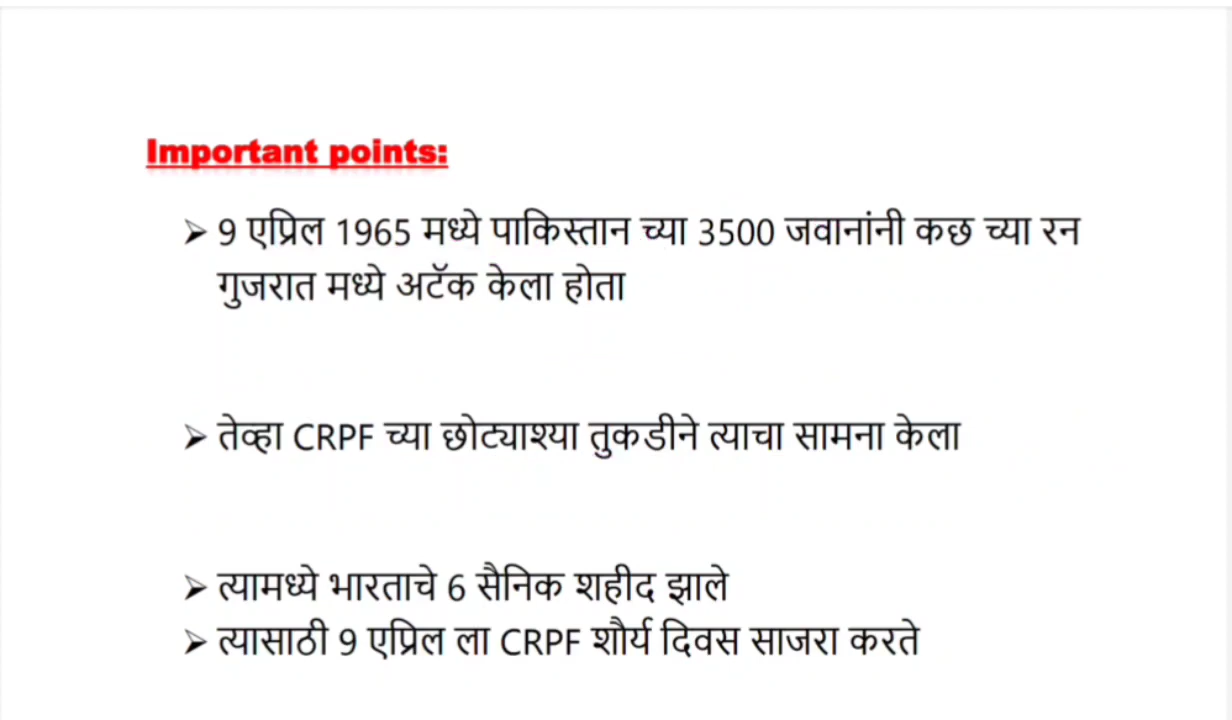 Important points:
➢ 9 एप्रिल 1965 मध्ये पाकिस्तान च्या 3500 जवानांनी कछ च्या रन
गुजरात मध्ये अटॅक केला होता
➢ तेव्हा CRPF च्या छोट्याश्या तुकडीने त्याचा सामना केला
➢ त्यामध्ये भारताचे 6 सैनिक शहीद झाले
➢ त्यासाठी 9 एप्रिल ला CRPF शौर्य दिवस साजरा करते